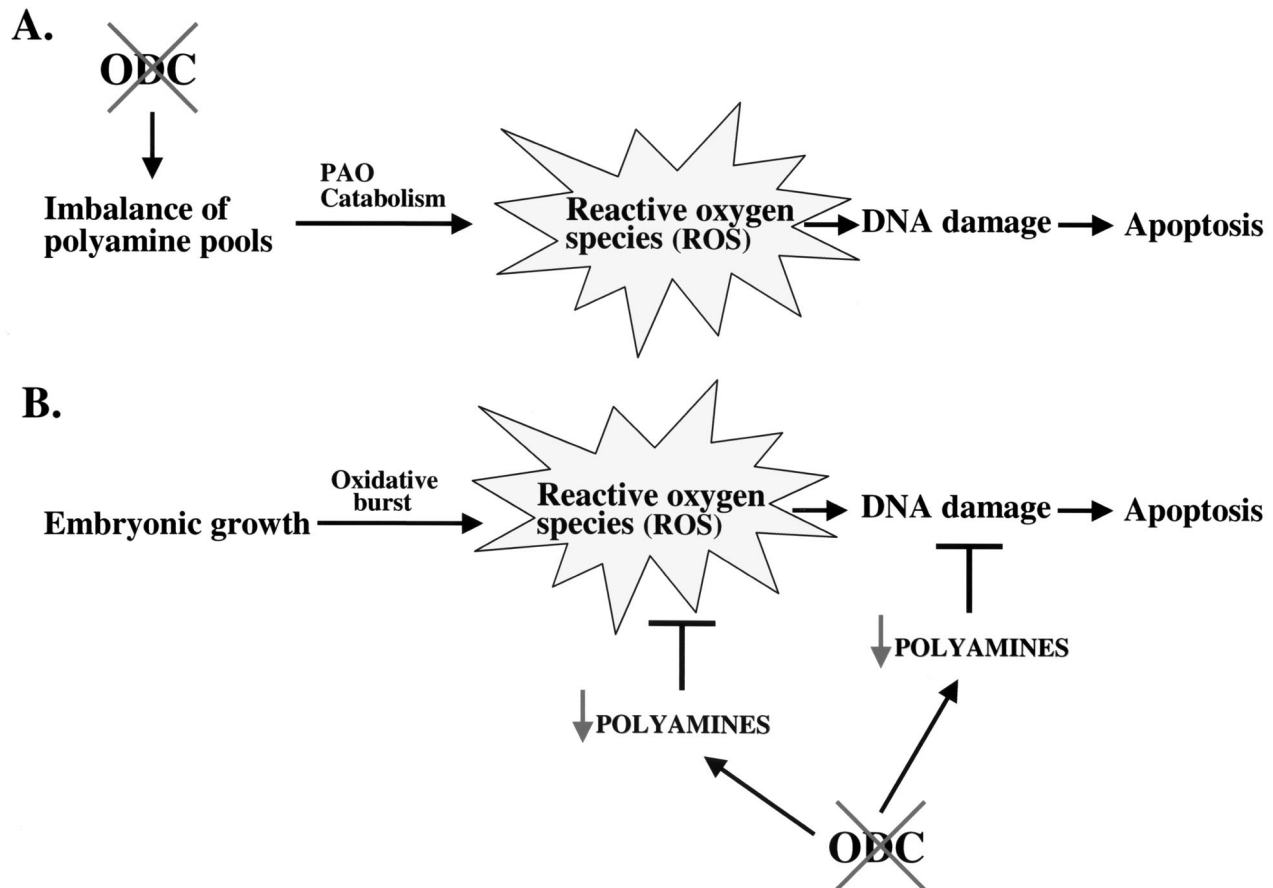 A.
ODC
PAO
Catabolism
Imbalance of
polyamine pools
Reactive oxygen
species (ROS)
DNA damage
Apoptosis
B.
Oxidative
burst
Embryonic growth
Reactive oxygen
species (ROS)
DNA damage
Apoptosis
POLYAMINES
POLYAMINES
ODC